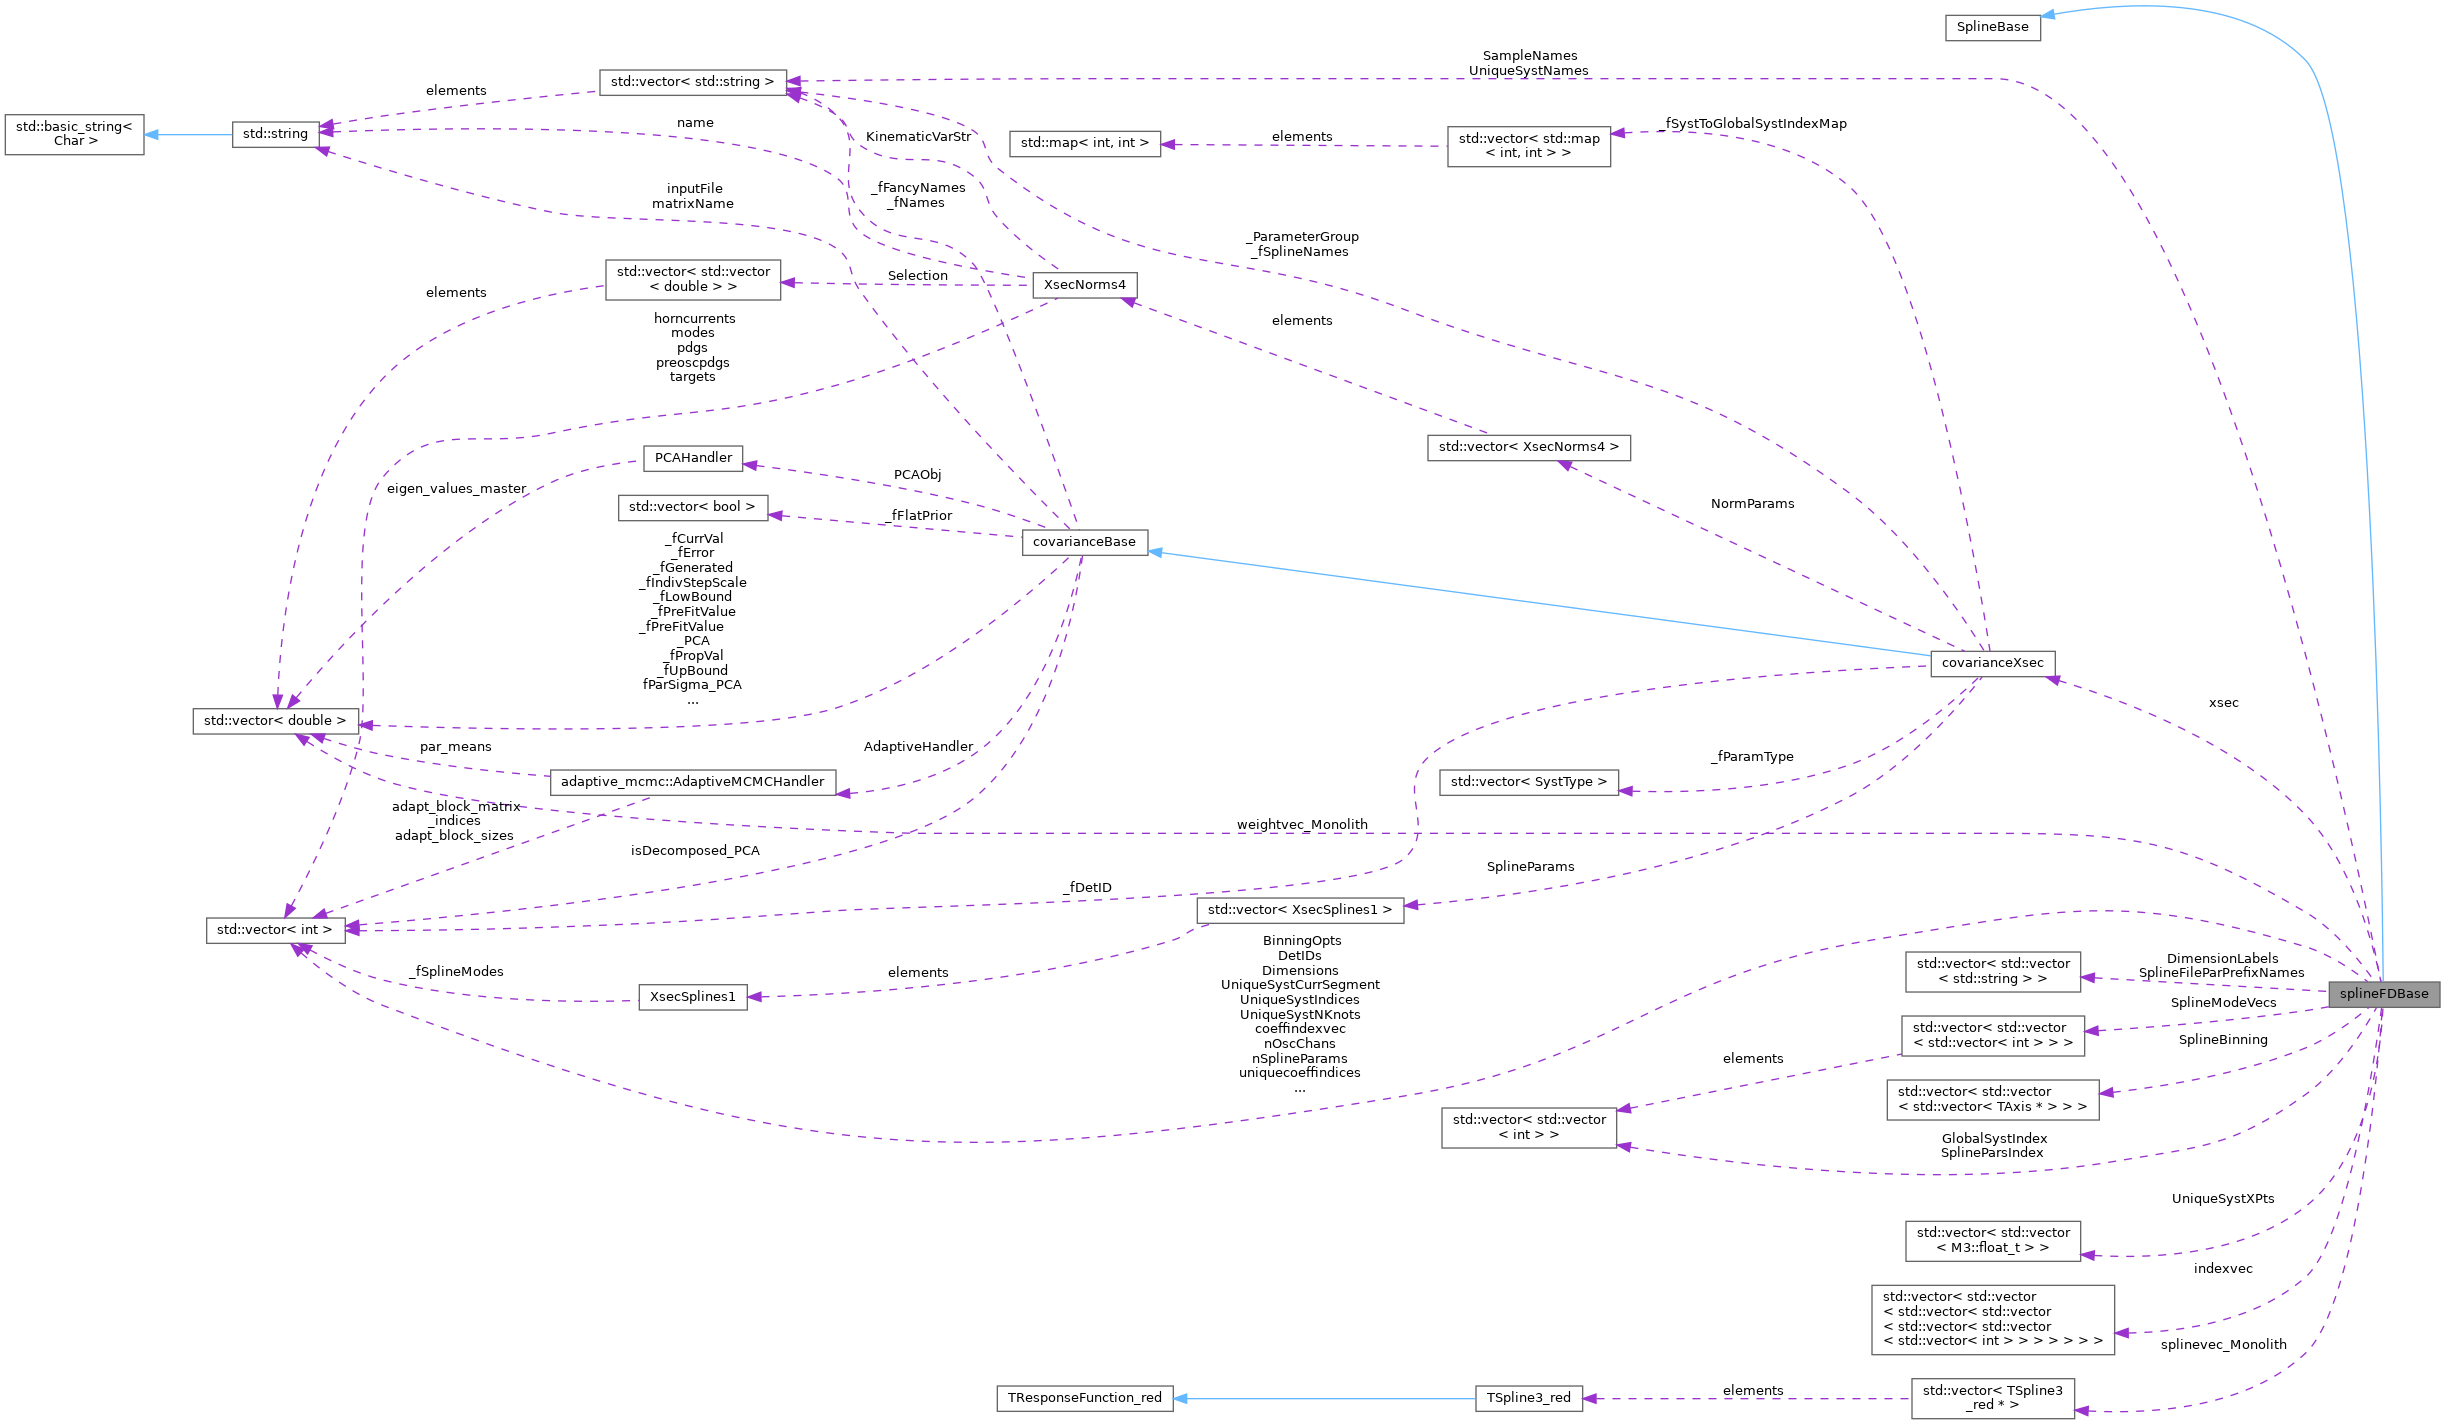 SplineBase
SampleNames
UniqueSystNames
std::vector< std::string >
elements
std::basic_string<
Char >
std::string
name
KinematicVarStr
std::map< int, int >
elements
std::vector< std::map
< int, int > >
_fSystToGlobalSystIndexMap
inputFile
matrixName
_fFancyNames
_fNames
_ParameterGroup
_fSplineNames
std::vector< std::vector
< double > >
Selection
XsecNorms4
elements
elements
horncurrents
modes
pdgs
preoscpdgs
targets
std::vector< XsecNorms4 >
PCAHandler
PCAObj
eigen_values_master
NormParams
std::vector< bool >
_fFlatPrior
covarianceBase
_fCurrVal
_fError
_fGenerated
_fIndivStepScale
_fLowBound
_fPreFitValue
_fPreFitValue
_PCA
_fPropVal
_fUpBound
fParSigma_PCA
...
covarianceXsec
xsec
std::vector< double >
par_means
AdaptiveHandler
_fParamType
adaptive_mcmc::AdaptiveMCMCHandler
std::vector< SystType >
adapt_block_matrix
_indices
adapt_block_sizes
weightvec_Monolith
isDecomposed_PCA
SplineParams
_fDetID
std::vector< XsecSplines1 >
std::vector< int >
BinningOpts
DetIDs
Dimensions
UniqueSystCurrSegment
UniqueSystIndices
UniqueSystNKnots
coeffindexvec
nOscChans
nSplineParams
uniquecoeffindices
...
_fSplineModes
elements
XsecSplines1
std::vector< std::vector
< std::string > >
DimensionLabels
SplineFileParPrefixNames
splineFDBase
SplineModeVecs
std::vector< std::vector
< std::vector< int > > >
SplineBinning
elements
std::vector< std::vector
< std::vector< TAxis * > > >
std::vector< std::vector
< int > >
GlobalSystIndex
SplineParsIndex
UniqueSystXPts
std::vector< std::vector
< M3::float_t > >
indexvec
std::vector< std::vector
< std::vector< std::vector
< std::vector< std::vector
< std::vector< int > > > > > > >
splinevec_Monolith
TResponseFunction_red
TSpline3_red
elements
std::vector< TSpline3
_red * >